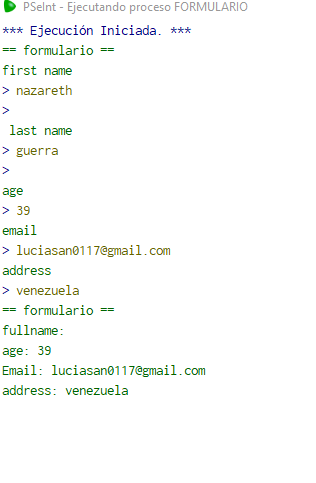 PSeInt - Ejecutando proceso FORMULARIO
*** Ejecución Iniciada. ***
== formulario ==
first name
> nazareth
>
last name
> guerra
>
age
> 39
email
> luciasan0117@gmail.com
address
> venezuela
== formulario ==
fullname:
age: 39
Email: luciasan0117@gmail.com
address: venezuela